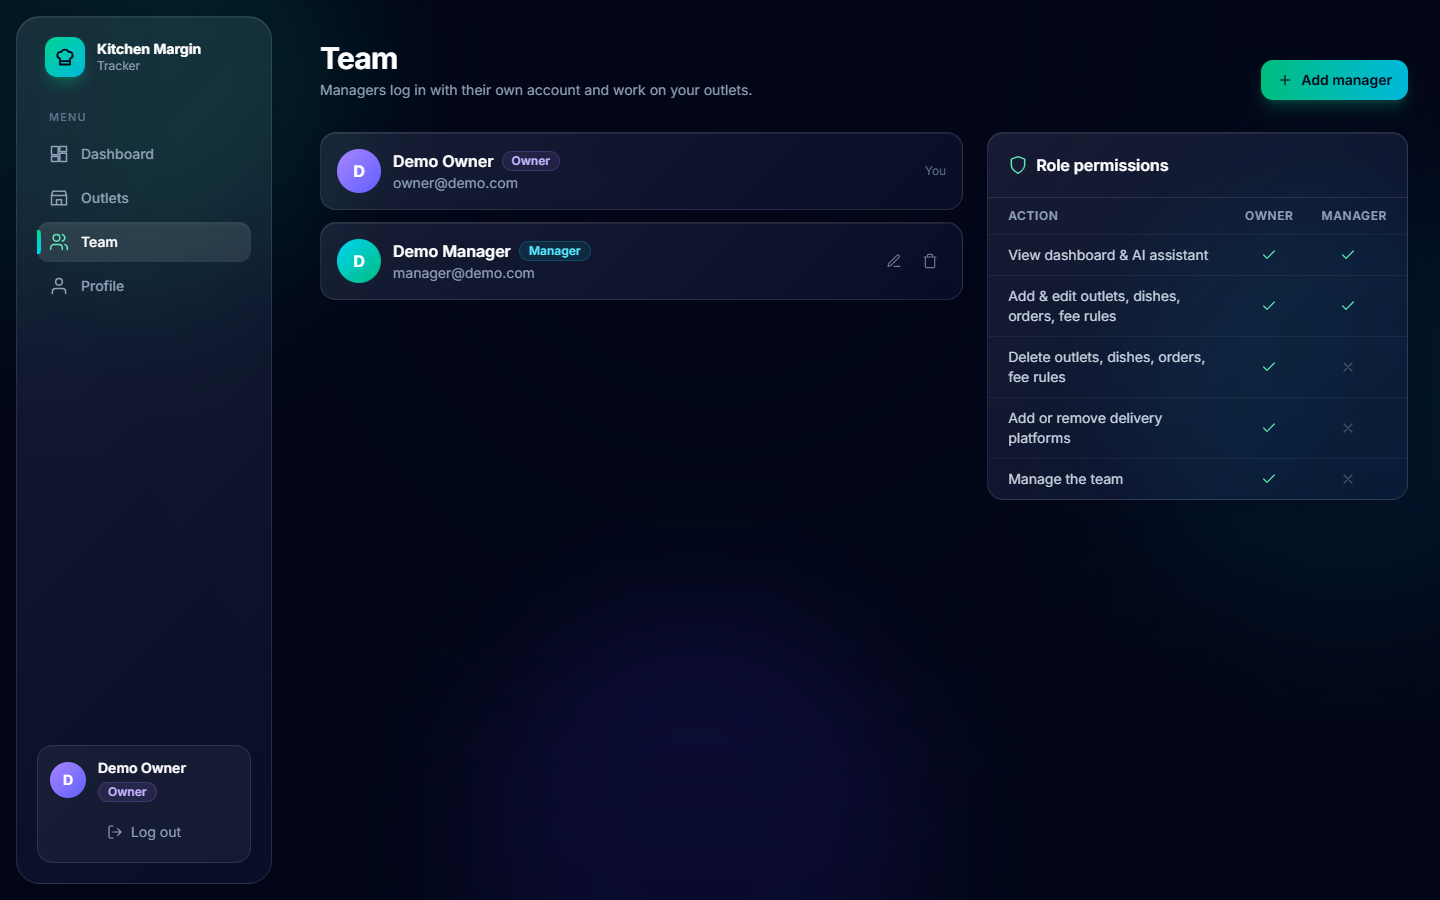 Kitchen Margin
Tracker
MENU
Dashboard
Outlets
Team
Profile
D
Demo Owner
Owner
Log out
Team
Managers log in with their own account and work on your outlets.
Add manager
D
Demo Owner Owner
owner@demo.com
You
D
Demo Manager Manager
manager@demo.com
Role permissions
ACTION OWNER MANAGER
View dashboard & AI assistant
Add & edit outlets, dishes,
orders, fee rules
Delete outlets, dishes, orders,
fee rules
Add or remove delivery
platforms
Manage the team